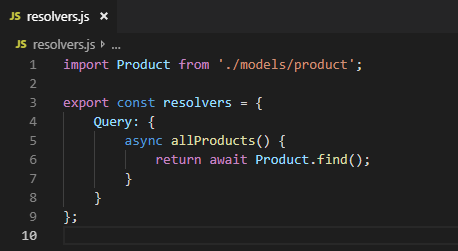 JS resolvers.js ×
JS resolvers.js > ...
1 import Product from './models/product';
2
3 export const resolvers = {
4     Query: {
5         async allProducts() {
6             return await Product.find();
7         }
8     }
9 };
10